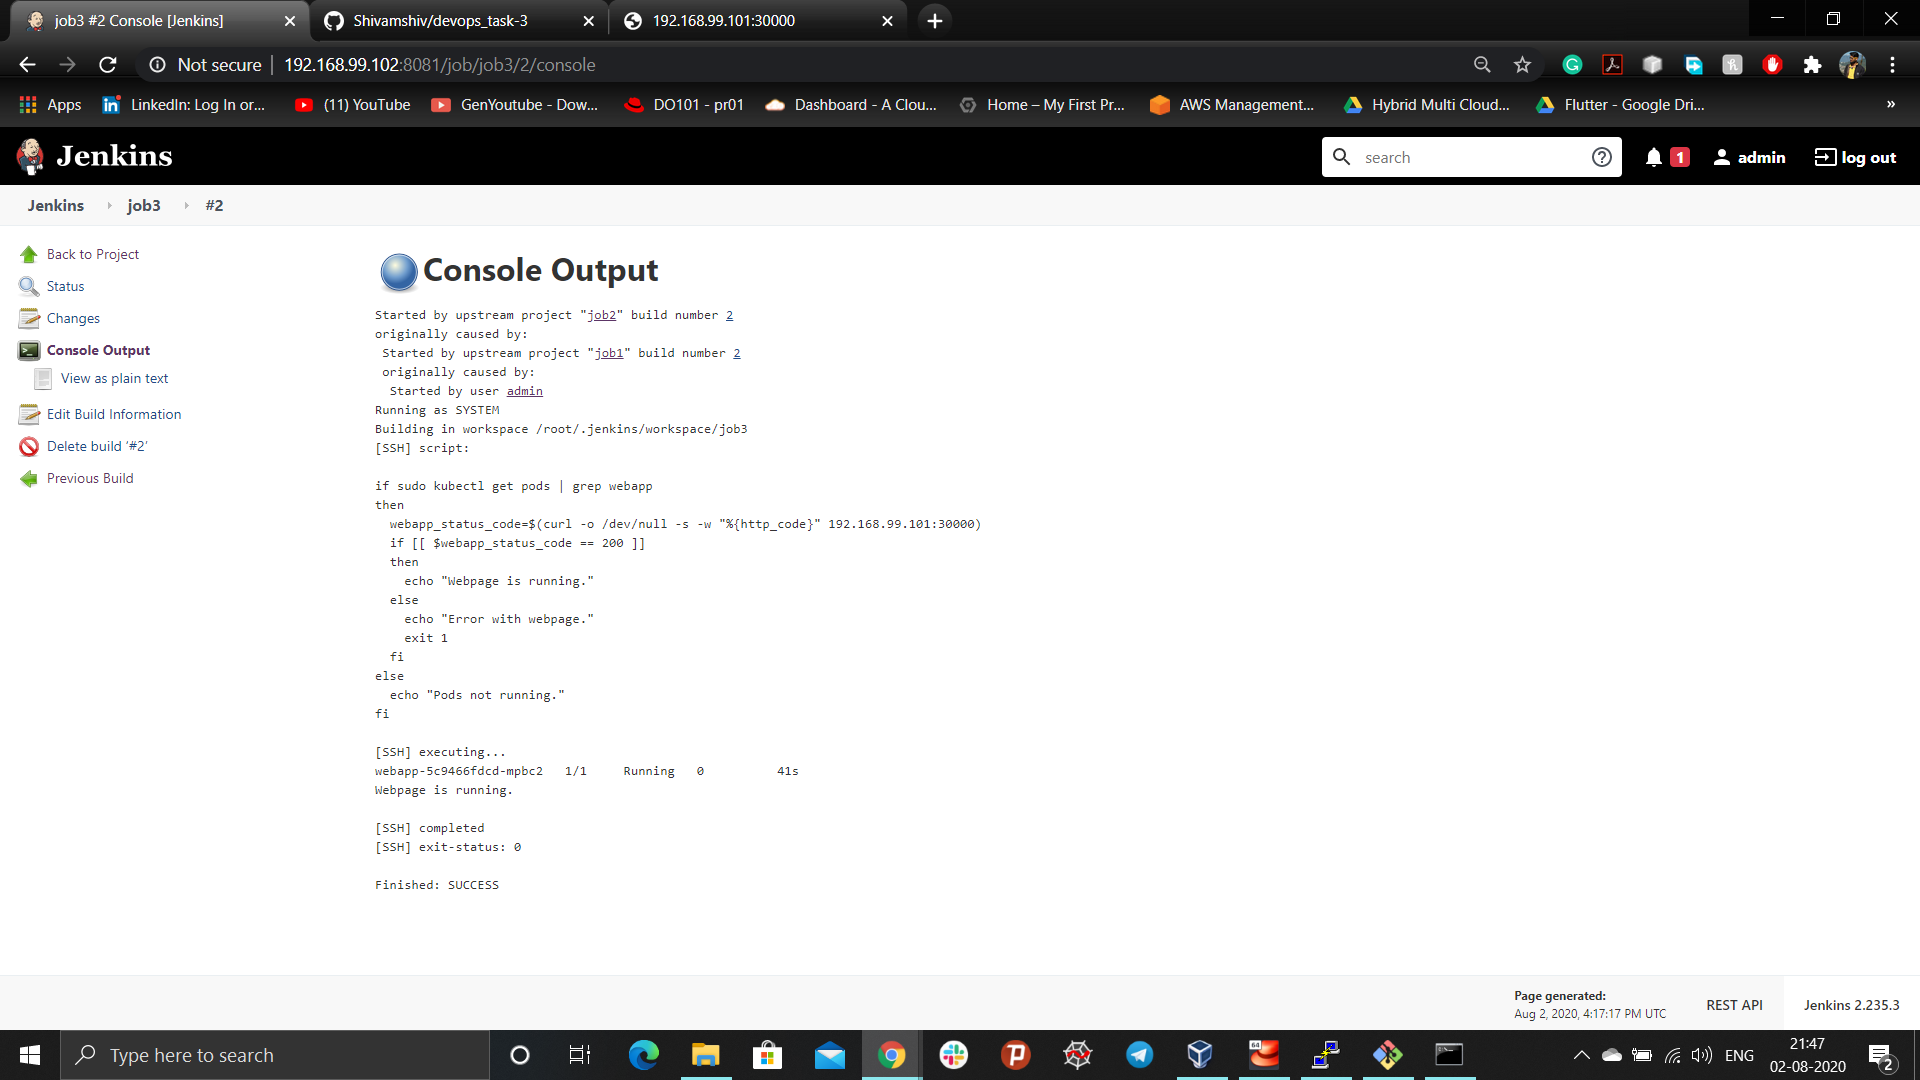 job3 #2 Console [Jenkins]
Shivamshiv/devops_task-3
192.168.99.101:30000
Not secure | 192.168.99.102:8081/job/job3/2/console
Apps
LinkedIn: Log In or...
(11) YouTube
GenYoutube - Dow...
DO101 - pr01
Dashboard - A Clou...
Home – My First Pr...
AWS Management...
Hybrid Multi Cloud...
Flutter - Google Dri...
»
Jenkins
search
1
admin
log out
Jenkins
job3
#2
Back to Project
Status
Changes
Console Output
View as plain text
Edit Build Information
Delete build ‘#2’
Previous Build
Console Output
Started by upstream project "job2" build number 2
originally caused by:
Started by upstream project "job1" build number 2
originally caused by:
Started by user admin
Running as SYSTEM
Building in workspace /root/.jenkins/workspace/job3
[SSH] script:
if sudo kubectl get pods | grep webapp
then
webapp_status_code=$(curl -o /dev/null -s -w "%{http_code}" 192.168.99.101:30000)
if [[ $webapp_status_code == 200 ]]
then
echo "Webpage is running."
else
echo "Error with webpage."
exit 1
fi
else
echo "Pods not running."
fi
[SSH] executing...
webapp-5c9466fdcd-mpbc2 1/1 Running 0 41s
Webpage is running.
[SSH] completed
[SSH] exit-status: 0
Finished: SUCCESS
Page generated:
Aug 2, 2020, 4:17:17 PM UTC
REST API
Jenkins 2.235.3
Type here to search
64
ENG
21:47
02-08-2020
2